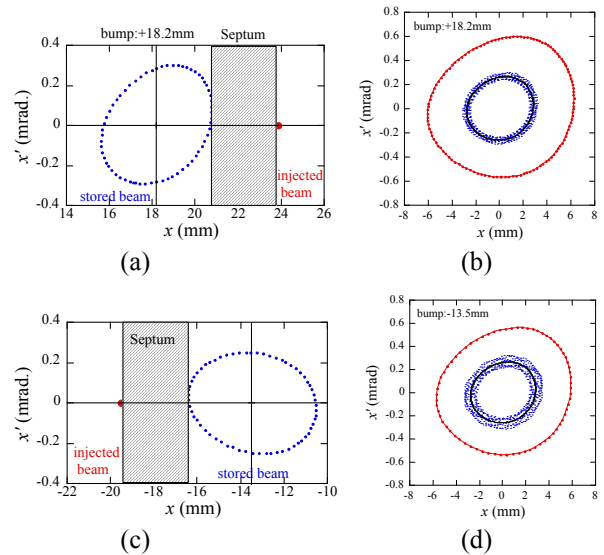 bump:+18.2mm
Septum
0.4
0.2
0
-0.2
-0.4
x′ (mrad.)
stored beam
injected
beam
14 16 18 20 22 24 26
x (mm)
(a)
bump:+18.2mm
0.8
0.6
0.4
0.2
0
-0.2
-0.4
-0.6
-0.8
x′ (mrad)
-8 -6 -4 -2 0 2 4 6 8
x (mm)
(b)
0.4
0.2
0
-0.2
-0.4
x′ (mrad.)
Septum
injected
beam
stored beam
-22 -20 -18 -16 -14 -12 -10
x (mm)
(c)
bump:-13.5mm
0.8
0.6
0.4
0.2
0
-0.2
-0.4
-0.6
-0.8
x′ (mrad)
-8 -6 -4 -2 0 2 4 6 8
x (mm)
(d)